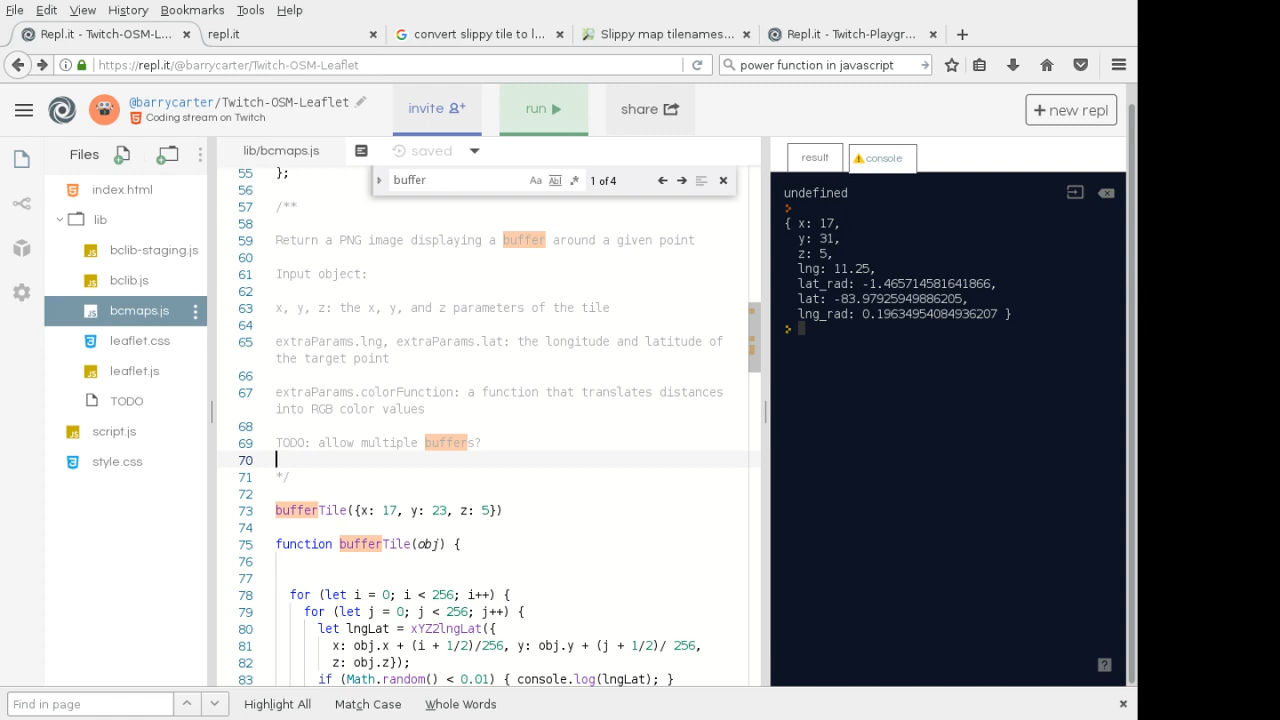 File Edit View History Bookmarks Tools Help
Repl.it - Twitch-OSM-L... × repl.it × convert slippy tile to l... × Slippy map tilenames... × Repl.it - Twitch-Playgr... × +
https://repl.it/@barrycarter/Twitch-OSM-Leaflet power function in javascript
@barrycarter/Twitch-OSM-Leaflet
Coding stream on Twitch
invite
run
share
+ new repl
Files
index.html
lib
bclib-staging.js
bclib.js
bcmaps.js
leaflet.css
leaflet.js
TODO
script.js
style.css
lib/bcmaps.js saved
buffer Aa Abl .* 1 of 4
55 };
56
57 /**
58
59 Return a PNG image displaying a buffer around a given point
60
61 Input object:
62
63 x, y, z: the x, y, and z parameters of the tile
64
65 extraParams.lng, extraParams.lat: the longitude and latitude of
the target point
66
67 extraParams.colorFunction: a function that translates distances
into RGB color values
68
69 TODO: allow multiple buffers?
70
71 */
72
73 bufferTile({x: 17, y: 23, z: 5})
74
75 function bufferTile(obj) {
76
77
78 for (let i = 0; i < 256; i++) {
79 for (let j = 0; j < 256; j++) {
80 let lngLat = xYZ2lngLat({
81 x: obj.x + (i + 1/2)/256, y: obj.y + (j + 1/2)/ 256,
82 z: obj.z});
83 if (Math.random() < 0.01) { console.log(lngLat); }
result console
undefined
>
{ x: 17,
y: 31,
z: 5,
lng: 11.25,
lat_rad: -1.465714581641866,
lat: -83.97925949886205,
lng_rad: 0.19634954084936207 }
>
?
Find in page Highlight All Match Case Whole Words